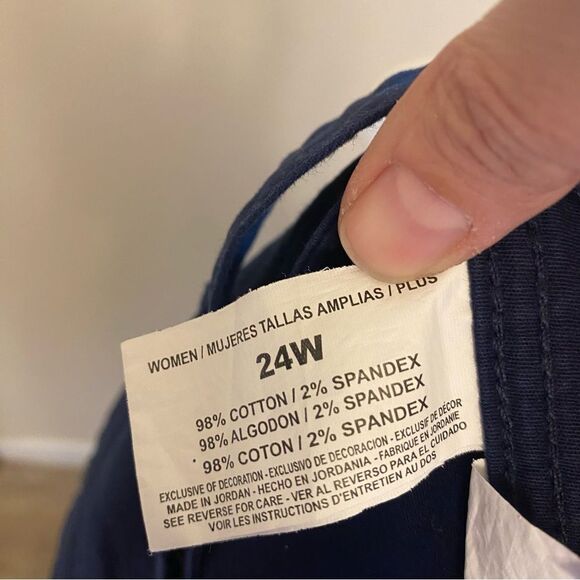 WOMEN / MUJERES TALLAS AMPLIAS / PLUS
24W
98% COTTON / 2% SPANDEX
98% ALGODON / 2% SPANDEX
98% COTON / 2% SPANDEX
EXCLUSIVE OF DECORATION - EXCLUSIVO DE DECORACION - EXCLUSIF DE DÉCOR
MADE IN JORDAN - HECHO EN JORDANIA - FABRIQUE EN JORDANIE
SEE REVERSE FOR CARE - VER AL REVERSO PARA EL CUIDADO
VOIR LES INSTRUCTIONS D'ENTRETIEN AU DOS